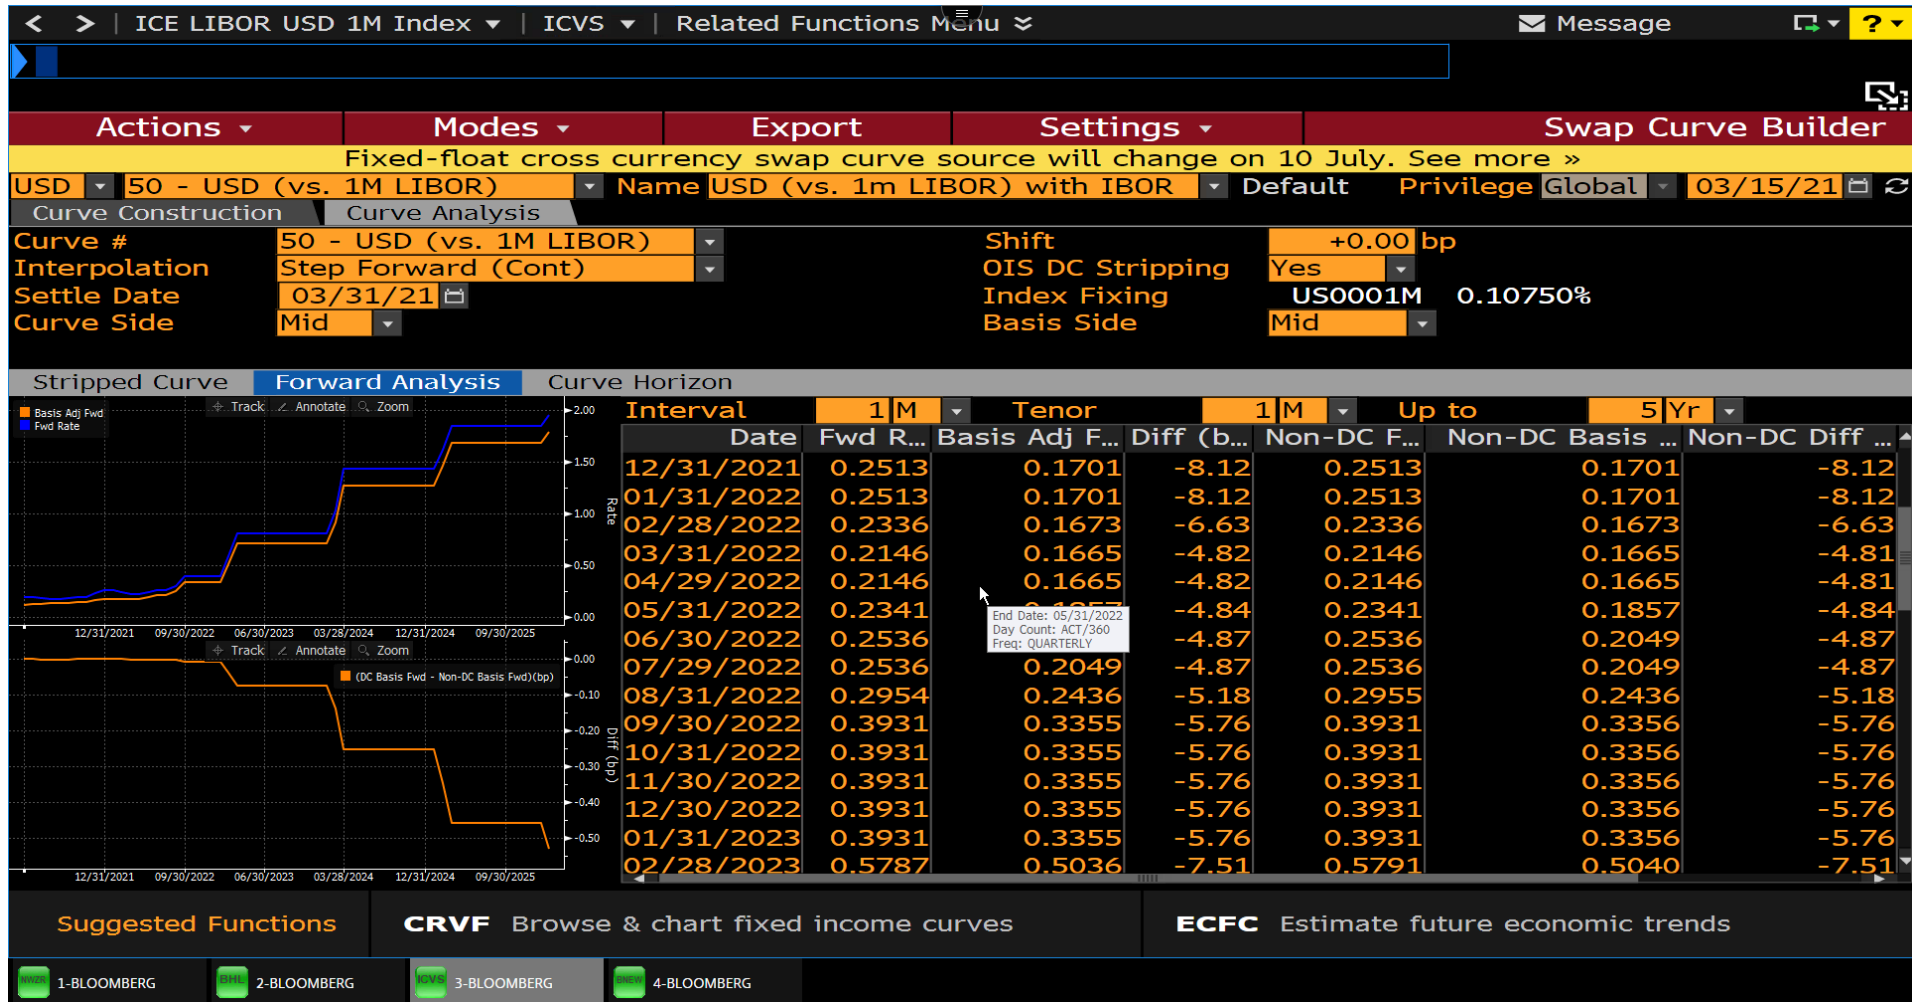 < > ICE LIBOR USD 1M Index ICVS Related Functions Menu Message ?
Actions Modes Export Settings Swap Curve Builder
Fixed-float cross currency swap curve source will change on 10 July. See more »
USD 50 - USD (vs. 1M LIBOR) Name USD (vs. 1m LIBOR) with IBOR Default Privilege Global 03/15/21
Curve Construction Curve Analysis
Curve # 50 - USD (vs. 1M LIBOR) Shift +0.00 bp
Interpolation Step Forward (Cont) OIS DC Stripping Yes
Settle Date 03/31/21 Index Fixing US0001M 0.10750%
Curve Side Mid Basis Side Mid
Stripped Curve Forward Analysis Curve Horizon
Basis Adj Fwd
Fwd Rate
Track Annotate Zoom
2.00
1.50
1.00
0.50
0.00
Rate
12/31/2021 09/30/2022 06/30/2023 03/28/2024 12/31/2024 09/30/2025
Track Annotate Zoom
(DC Basis Fwd - Non-DC Basis Fwd)(bp)
0.00
-0.10
-0.20
-0.30
-0.40
-0.50
Diff (bp)
12/31/2021 09/30/2022 06/30/2023 03/28/2024 12/31/2024 09/30/2025
Interval 1 M Tenor 1 M Up to 5 Yr
Date Fwd R... Basis Adj F... Diff (b... Non-DC F... Non-DC Basis ... Non-DC Diff ...
12/31/2021 0.2513 0.1701 -8.12 0.2513 0.1701 -8.12
01/31/2022 0.2513 0.1701 -8.12 0.2513 0.1701 -8.12
02/28/2022 0.2336 0.1673 -6.63 0.2336 0.1673 -6.63
03/31/2022 0.2146 0.1665 -4.82 0.2146 0.1665 -4.81
04/29/2022 0.2146 0.1665 -4.82 0.2146 0.1665 -4.81
05/31/2022 0.2341 0.1857 -4.84 0.2341 0.1857 -4.84
06/30/2022 0.2536 0.2049 -4.87 0.2536 0.2049 -4.87
07/29/2022 0.2536 0.2049 -4.87 0.2536 0.2049 -4.87
08/31/2022 0.2954 0.2436 -5.18 0.2955 0.2436 -5.18
09/30/2022 0.3931 0.3355 -5.76 0.3931 0.3356 -5.76
10/31/2022 0.3931 0.3355 -5.76 0.3931 0.3356 -5.76
11/30/2022 0.3931 0.3355 -5.76 0.3931 0.3356 -5.76
12/30/2022 0.3931 0.3355 -5.76 0.3931 0.3356 -5.76
01/31/2023 0.3931 0.3355 -5.76 0.3931 0.3356 -5.76
02/28/2023 0.5787 0.5036 -7.51 0.5791 0.5040 -7.51
End Date: 05/31/2022
Day Count: ACT/360
Freq: QUARTERLY
Suggested Functions CRVF Browse & chart fixed income curves ECFC Estimate future economic trends
NWZR 1-BLOOMBERG BHL 2-BLOOMBERG ICVS 3-BLOOMBERG BNEW 4-BLOOMBERG